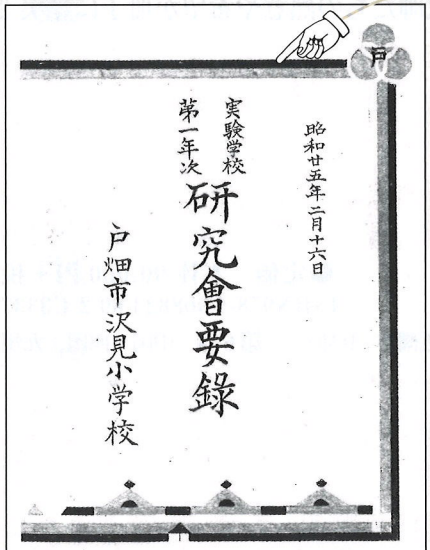 戸
昭和廿五年二月十六日
実験学校
第一年次
研究會要錄
戸畑市沢見小学校